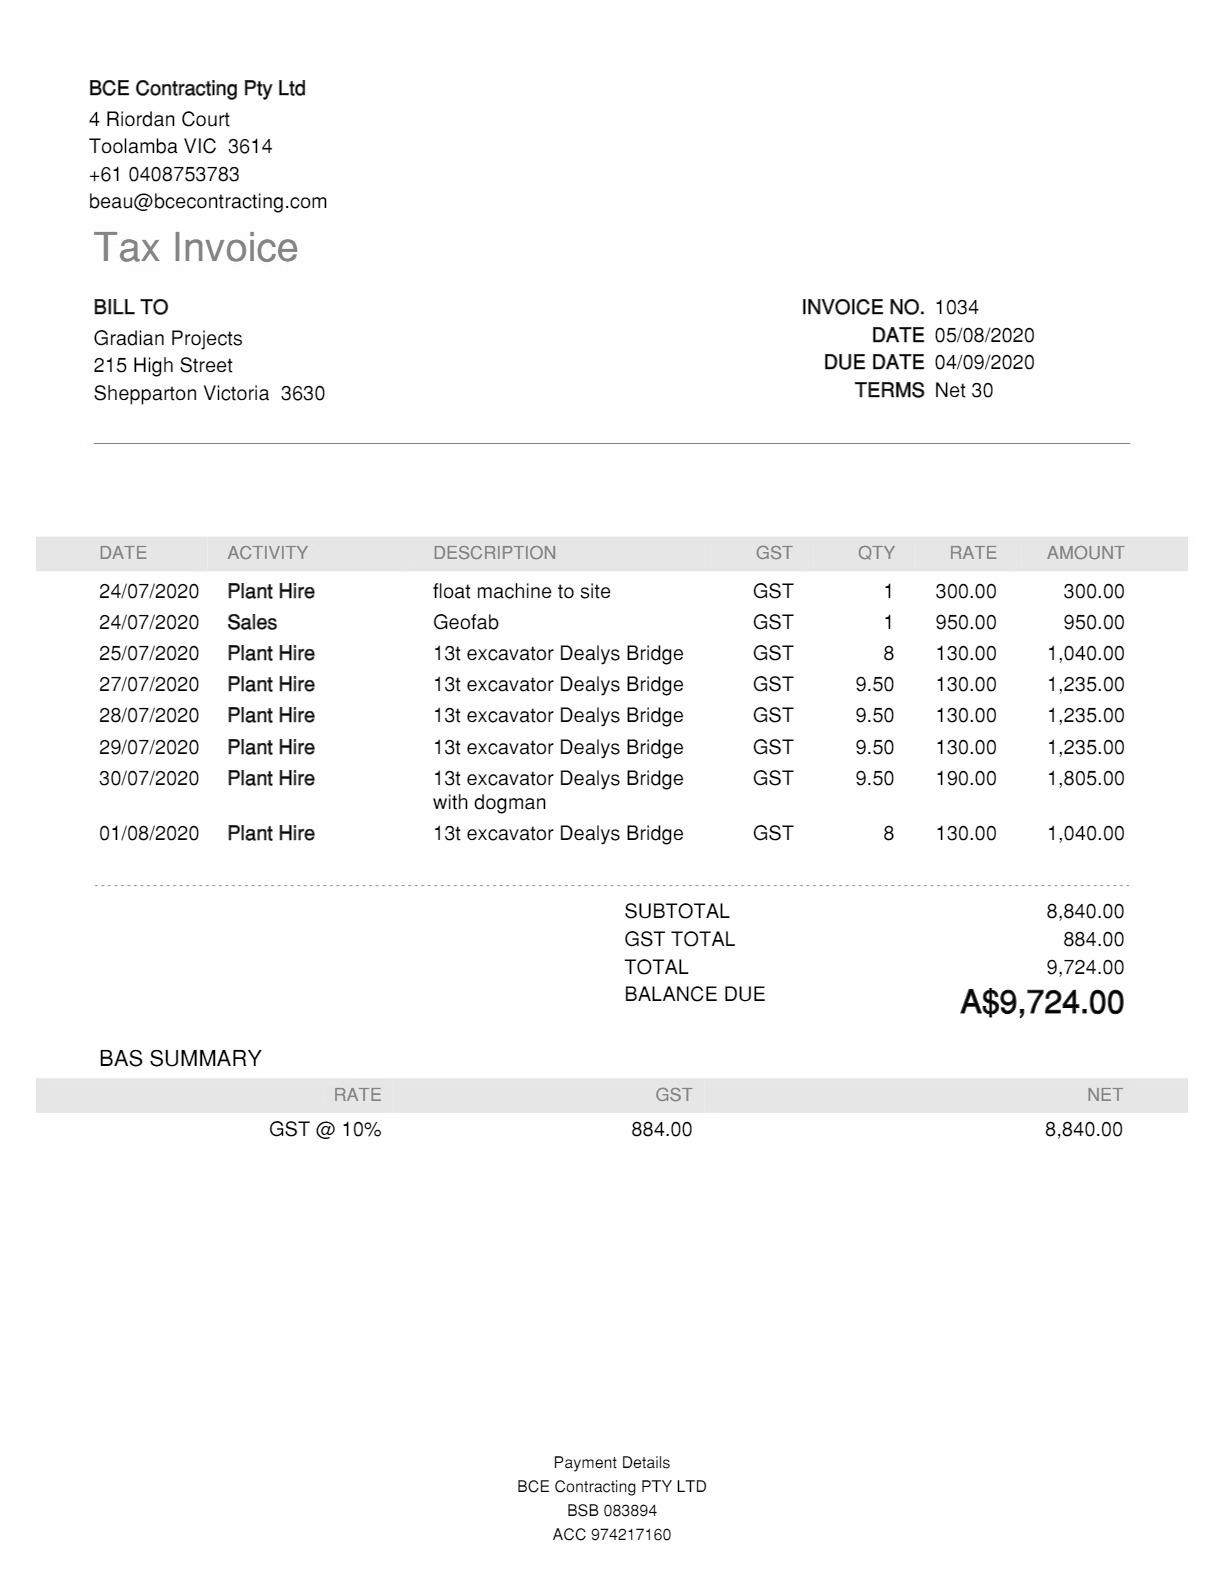 BCE Contracting Pty Ltd
4 Riordan Court
Toolamba VIC  3614
+61 0408753783
beau@bcecontracting.com
Tax Invoice
BILL TO
Gradian Projects
215 High Street
Shepparton Victoria  3630
INVOICE NO. 1034
DATE 05/08/2020
DUE DATE 04/09/2020
TERMS Net 30
DATE ACTIVITY DESCRIPTION GST QTY RATE AMOUNT
24/07/2020 Plant Hire float machine to site GST 1 300.00 300.00
24/07/2020 Sales Geofab GST 1 950.00 950.00
25/07/2020 Plant Hire 13t excavator Dealys Bridge GST 8 130.00 1,040.00
27/07/2020 Plant Hire 13t excavator Dealys Bridge GST 9.50 130.00 1,235.00
28/07/2020 Plant Hire 13t excavator Dealys Bridge GST 9.50 130.00 1,235.00
29/07/2020 Plant Hire 13t excavator Dealys Bridge GST 9.50 130.00 1,235.00
30/07/2020 Plant Hire 13t excavator Dealys Bridge GST 9.50 190.00 1,805.00
with dogman
01/08/2020 Plant Hire 13t excavator Dealys Bridge GST 8 130.00 1,040.00
SUBTOTAL 8,840.00
GST TOTAL 884.00
TOTAL 9,724.00
BALANCE DUE A$9,724.00
BAS SUMMARY
RATE GST NET
GST @ 10% 884.00 8,840.00
Payment Details
BCE Contracting PTY LTD
BSB 083894
ACC 974217160